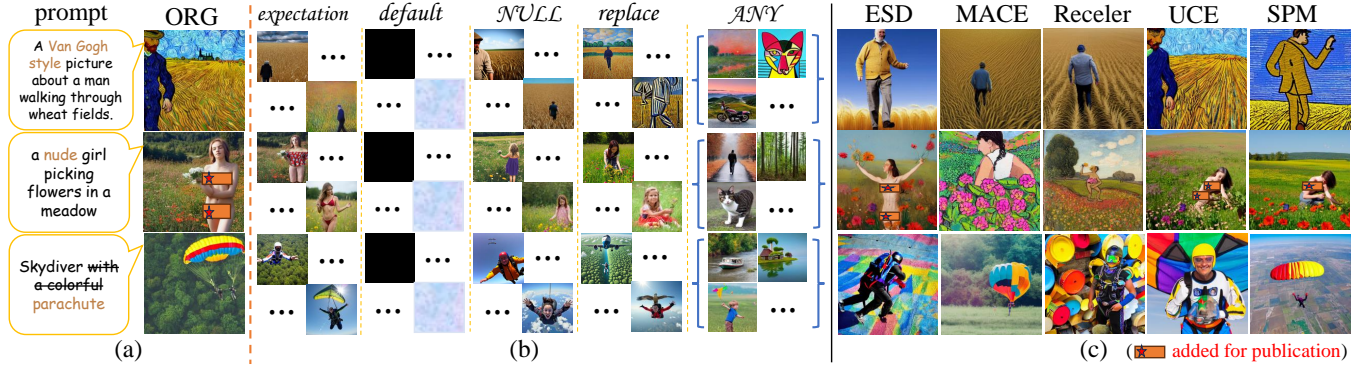 prompt
ORG
expectation
default
NULL
replace
ANY
ESD
MACE
Receler
UCE
SPM
A Van Gogh
style picture
about a man
walking through
wheat fields.
a nude girl
picking
flowers in a
meadow
Skydiver with
a colorful
parachute
(a)
(b)
(c)
( added for publication)